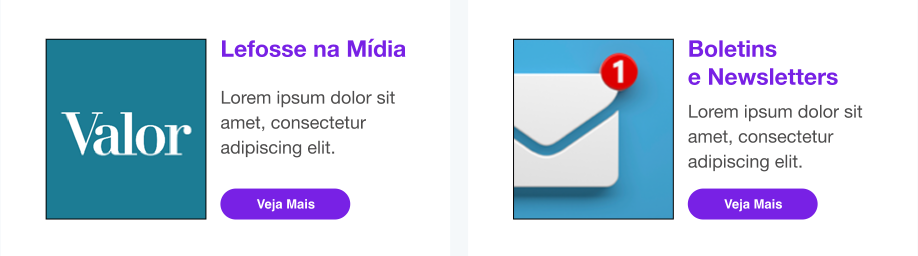 Valor
Lefosse na Mídia
Lorem ipsum dolor sit
amet, consectetur
adipiscing elit.
Veja Mais
1
Boletins
e Newsletters
Lorem ipsum dolor sit
amet, consectetur
adipiscing elit.
Veja Mais